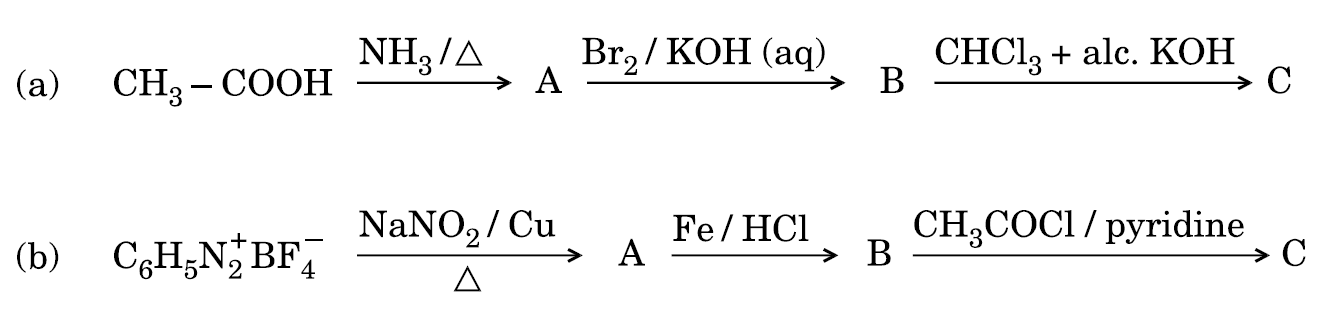 (a) CH₃ – COOH —NH₃ / △→ A —Br₂ / KOH (aq)→ B —CHCl₃ + alc. KOH→ C
(b) C₆H₅N₂⁺BF₄⁻ —NaNO₂ / Cu, △→ A —Fe / HCl→ B —CH₃COCl / pyridine→ C